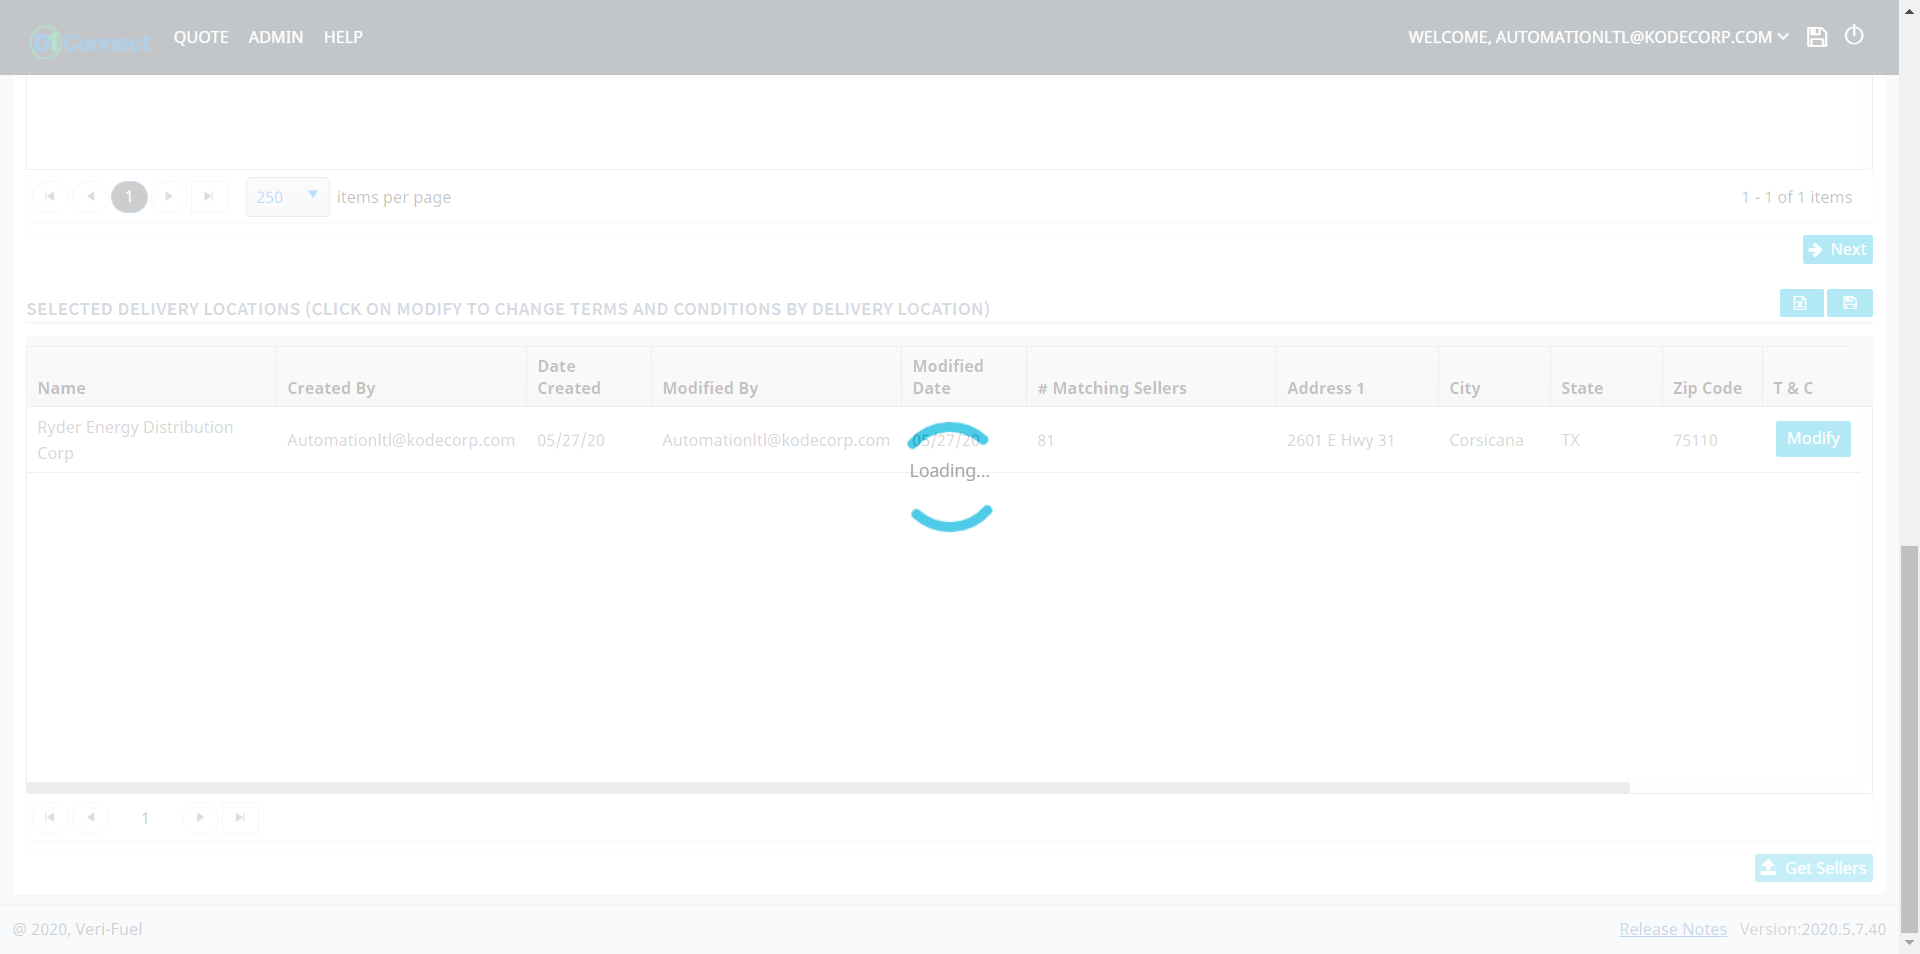 D1Connect
QUOTE ADMIN HELP
WELCOME, AUTOMATIONLTL@KODECORP.COM
1
250
items per page
1 - 1 of 1 items
Next
SELECTED DELIVERY LOCATIONS (CLICK ON MODIFY TO CHANGE TERMS AND CONDITIONS BY DELIVERY LOCATION)
Name Created By Date Created Modified By Modified Date # Matching Sellers Address 1 City State Zip Code T & C
Ryder Energy Distribution Corp Automationltl@kodecorp.com 05/27/20 Automationltl@kodecorp.com 05/27/20 81 2601 E Hwy 31 Corsicana TX 75110 Modify
Loading...
1
Get Sellers
@ 2020, Veri-Fuel
Release Notes Version:2020.5.7.40